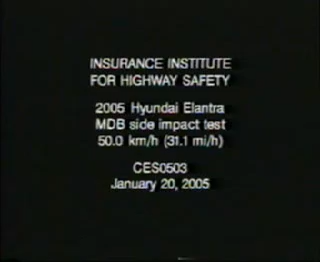 INSURANCE INSTITUTE
FOR HIGHWAY SAFETY
2005 Hyundai Elantra
MDB side impact test
50.0 km/h (31.1 mi/h)
CES0503
January 20, 2005